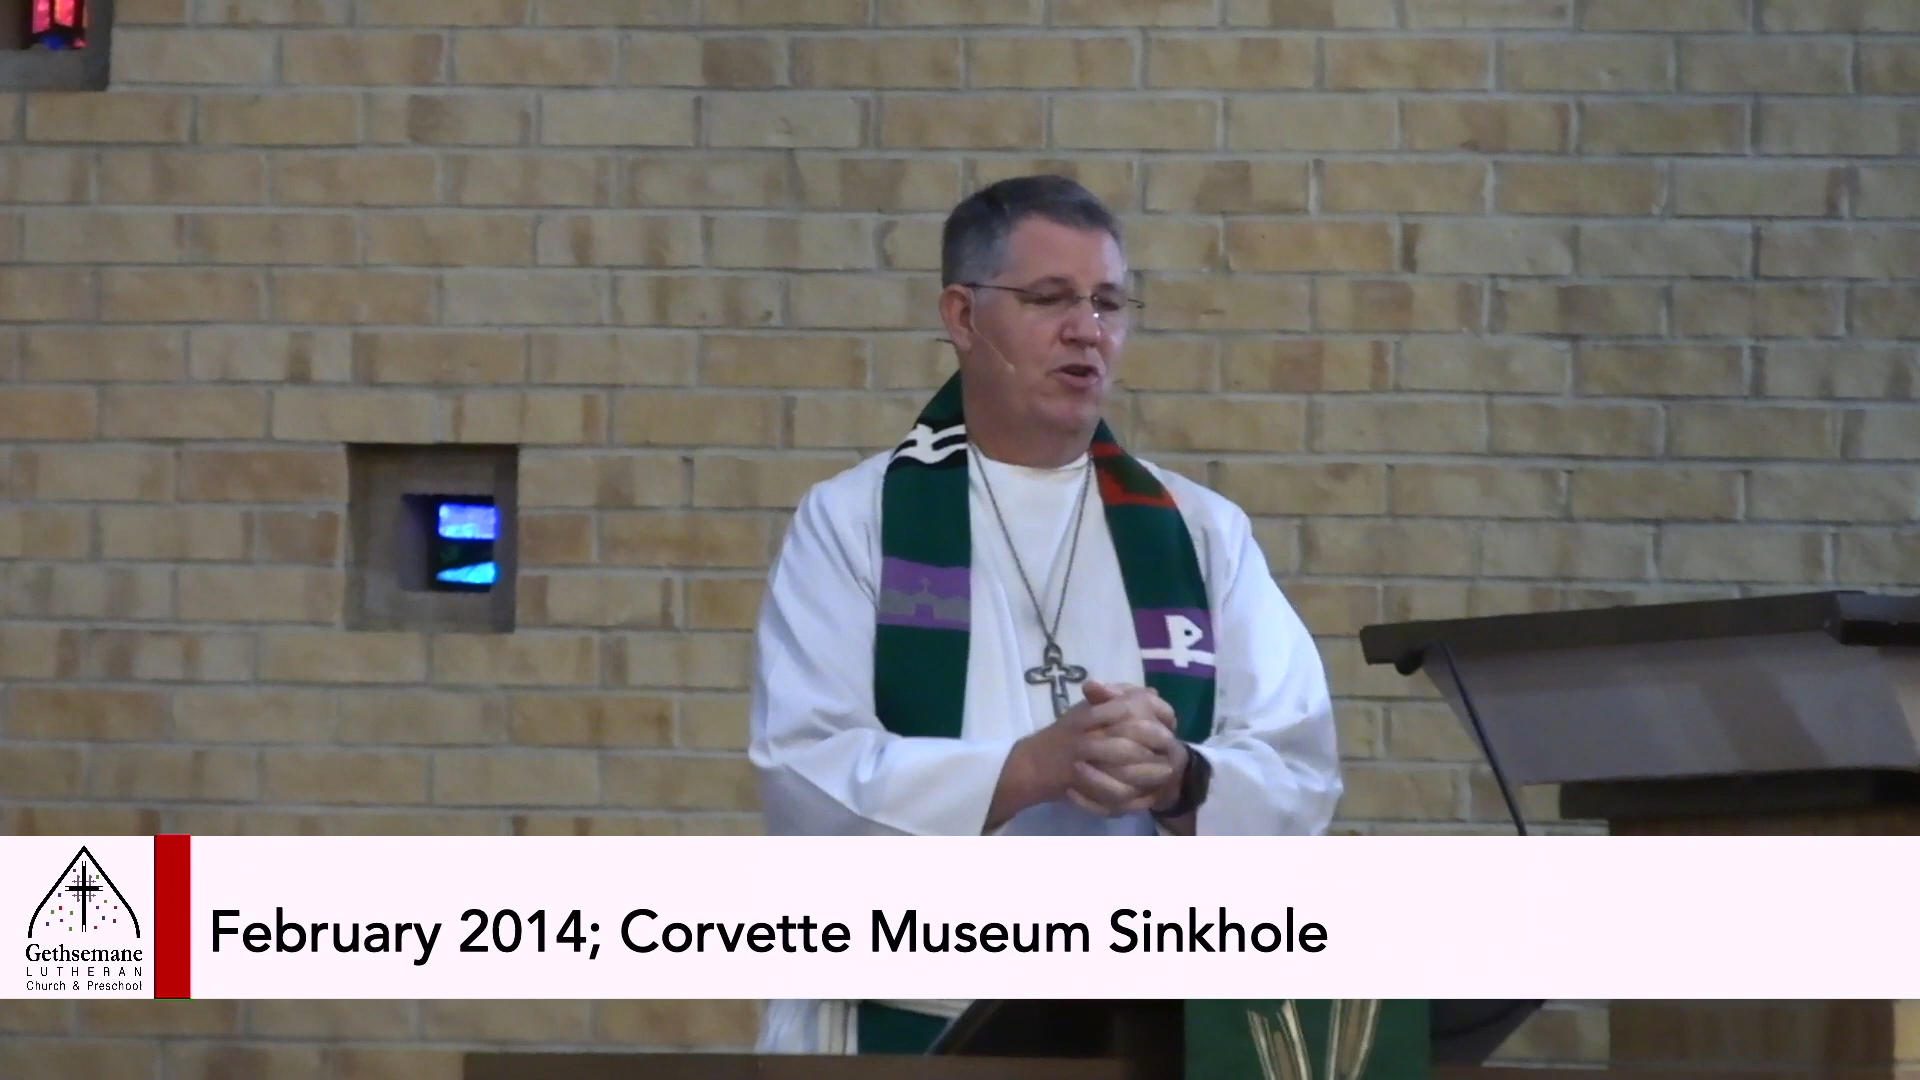 February 2014; Corvette Museum Sinkhole
Gethsemane
LUTHERAN
Church & Preschool